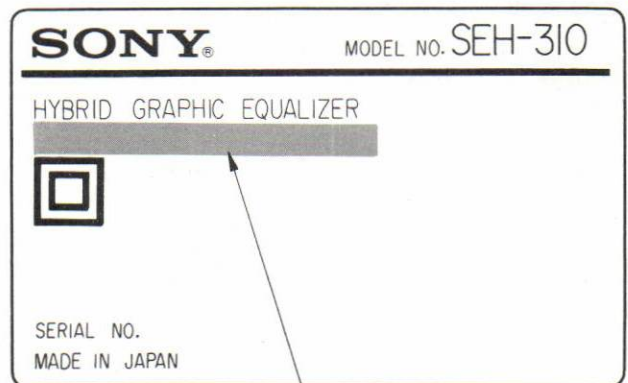 SONY® MODEL NO. SEH-310
HYBRID GRAPHIC EQUALIZER
SERIAL NO.
MADE IN JAPAN